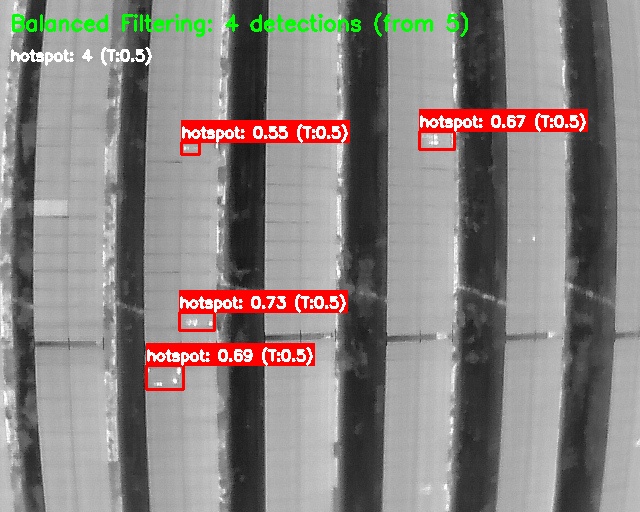 Balanced Filtering: 4 detections (from 5)
hotspot: 4 (T:0.5)
hotspot: 0.67 (T:0.5)
hotspot: 0.55 (T:0.5)
hotspot: 0.73 (T:0.5)
hotspot: 0.69 (T:0.5)